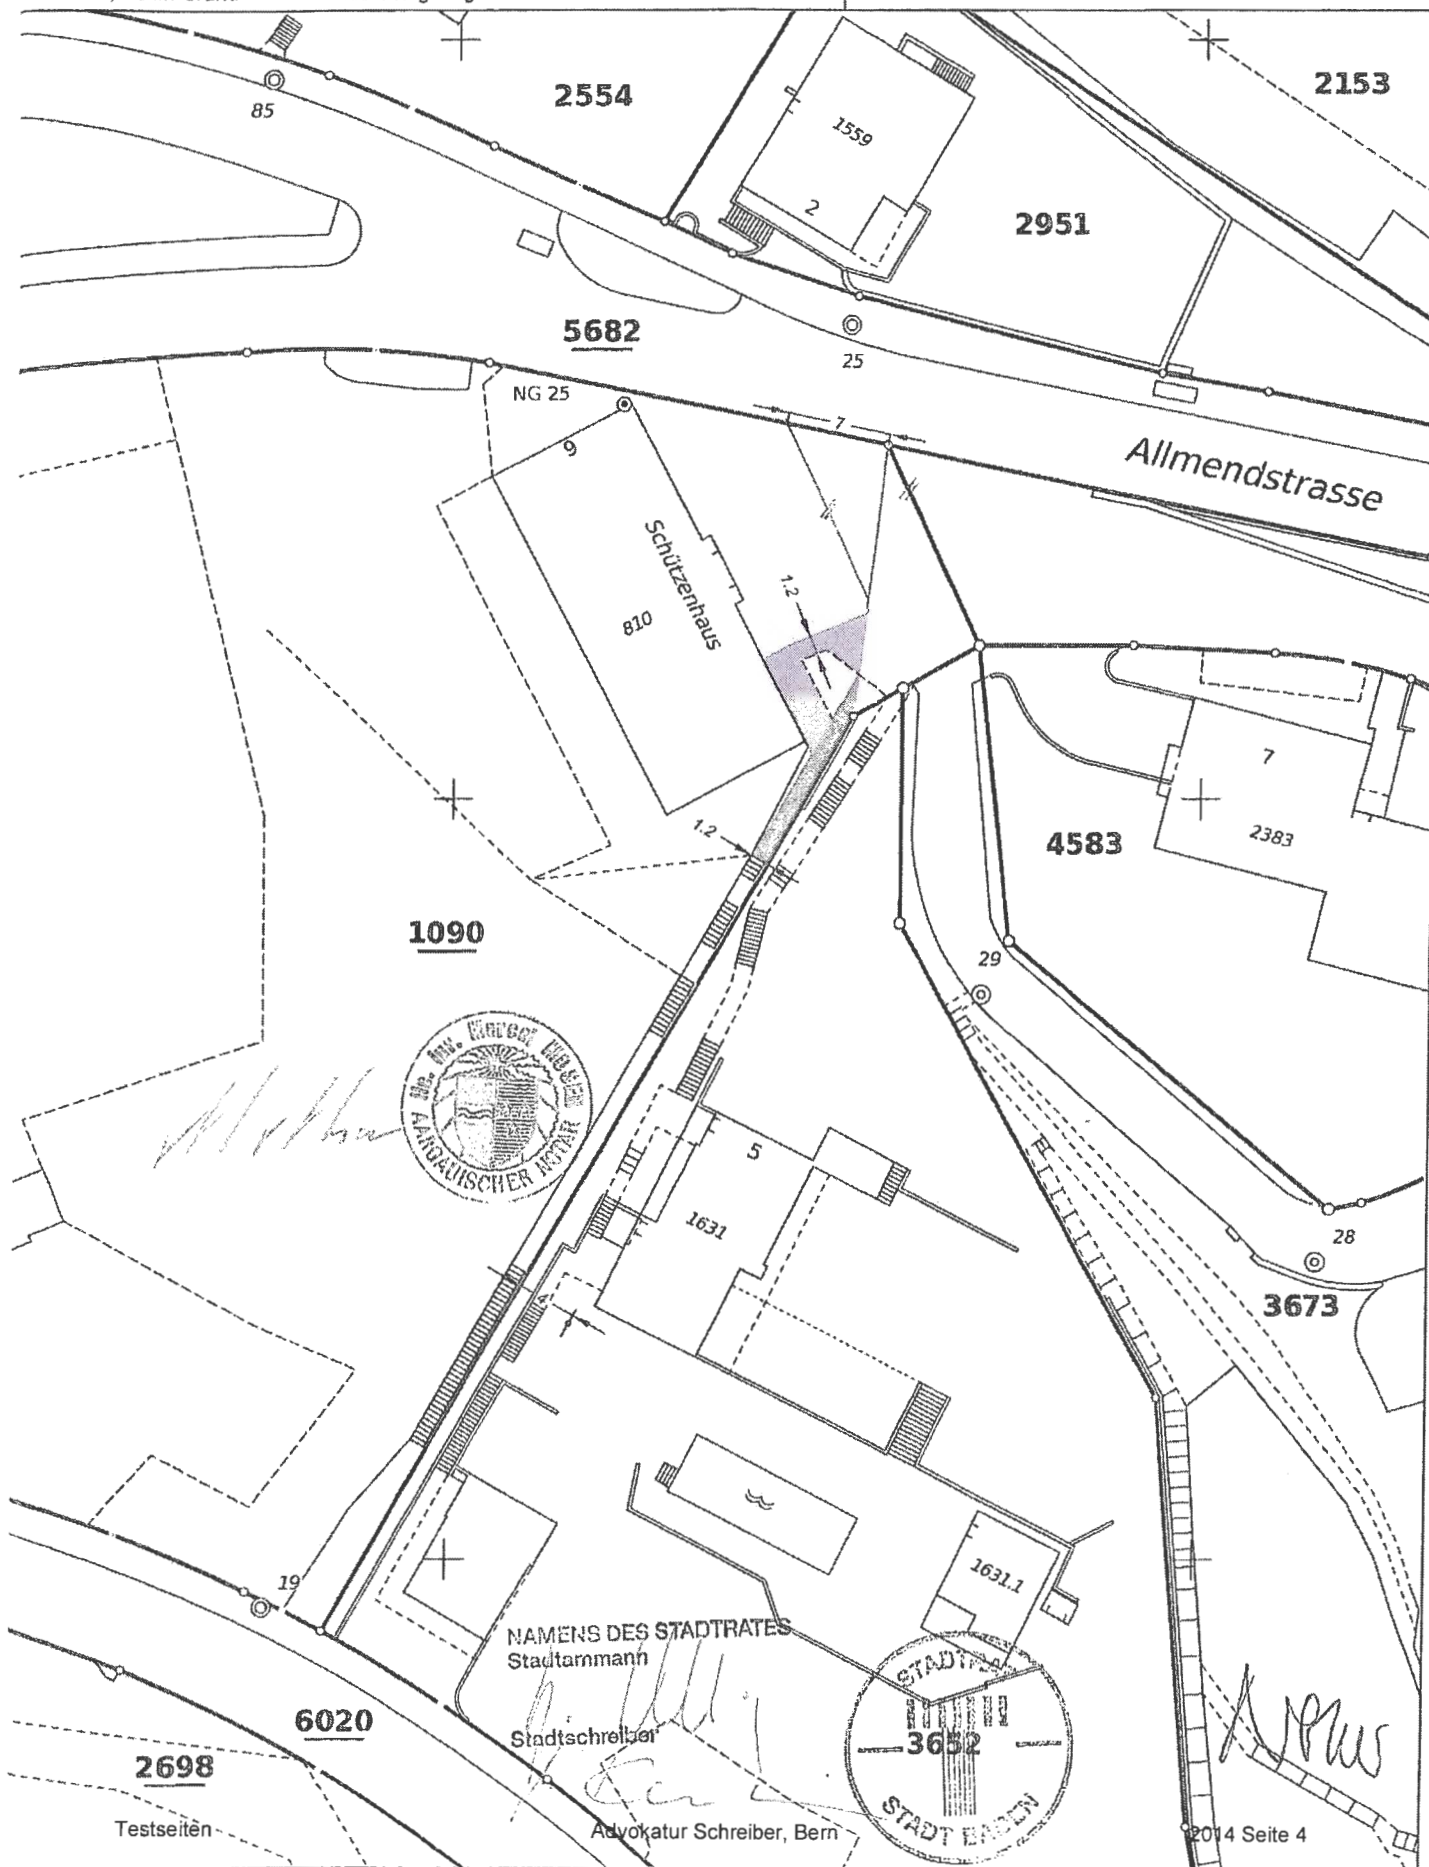 2554
2153
85
1559
2
2951
5682
25
NG 25
7
9
Allmendstrasse
Schützenhaus
1.2
810
7
1.2
4583
2383
1090
29
AARGAUISCHER NOTAR
5
1631
28
4
3673
19
1631.1
NAMENS DES STADTRATES
Stadtammann
6020
Stadtschreiber
3652
2698
STADT BADEN
Testseiten
Advokatur Schreiber, Bern
2014 Seite 4